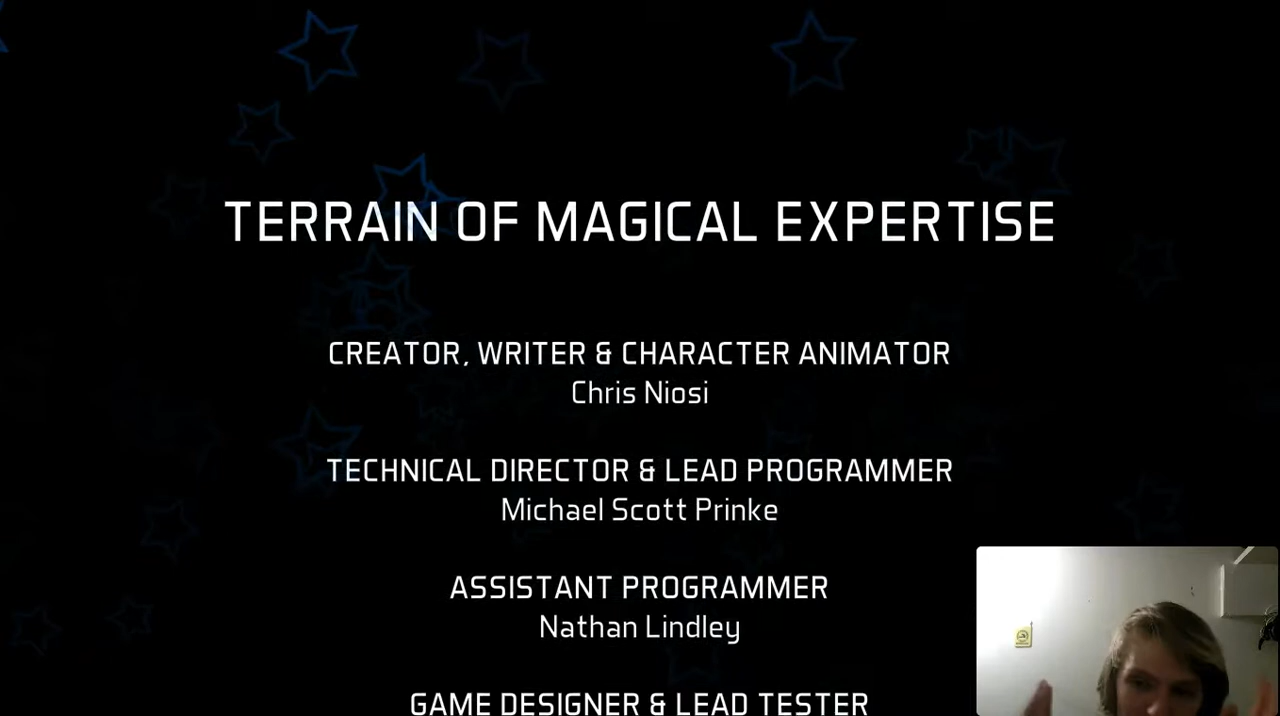 TERRAIN OF MAGICAL EXPERTISE
CREATOR, WRITER & CHARACTER ANIMATOR
Chris Niosi
TECHNICAL DIRECTOR & LEAD PROGRAMMER
Michael Scott Prinke
ASSISTANT PROGRAMMER
Nathan Lindley
GAME DESIGNER & LEAD TESTER